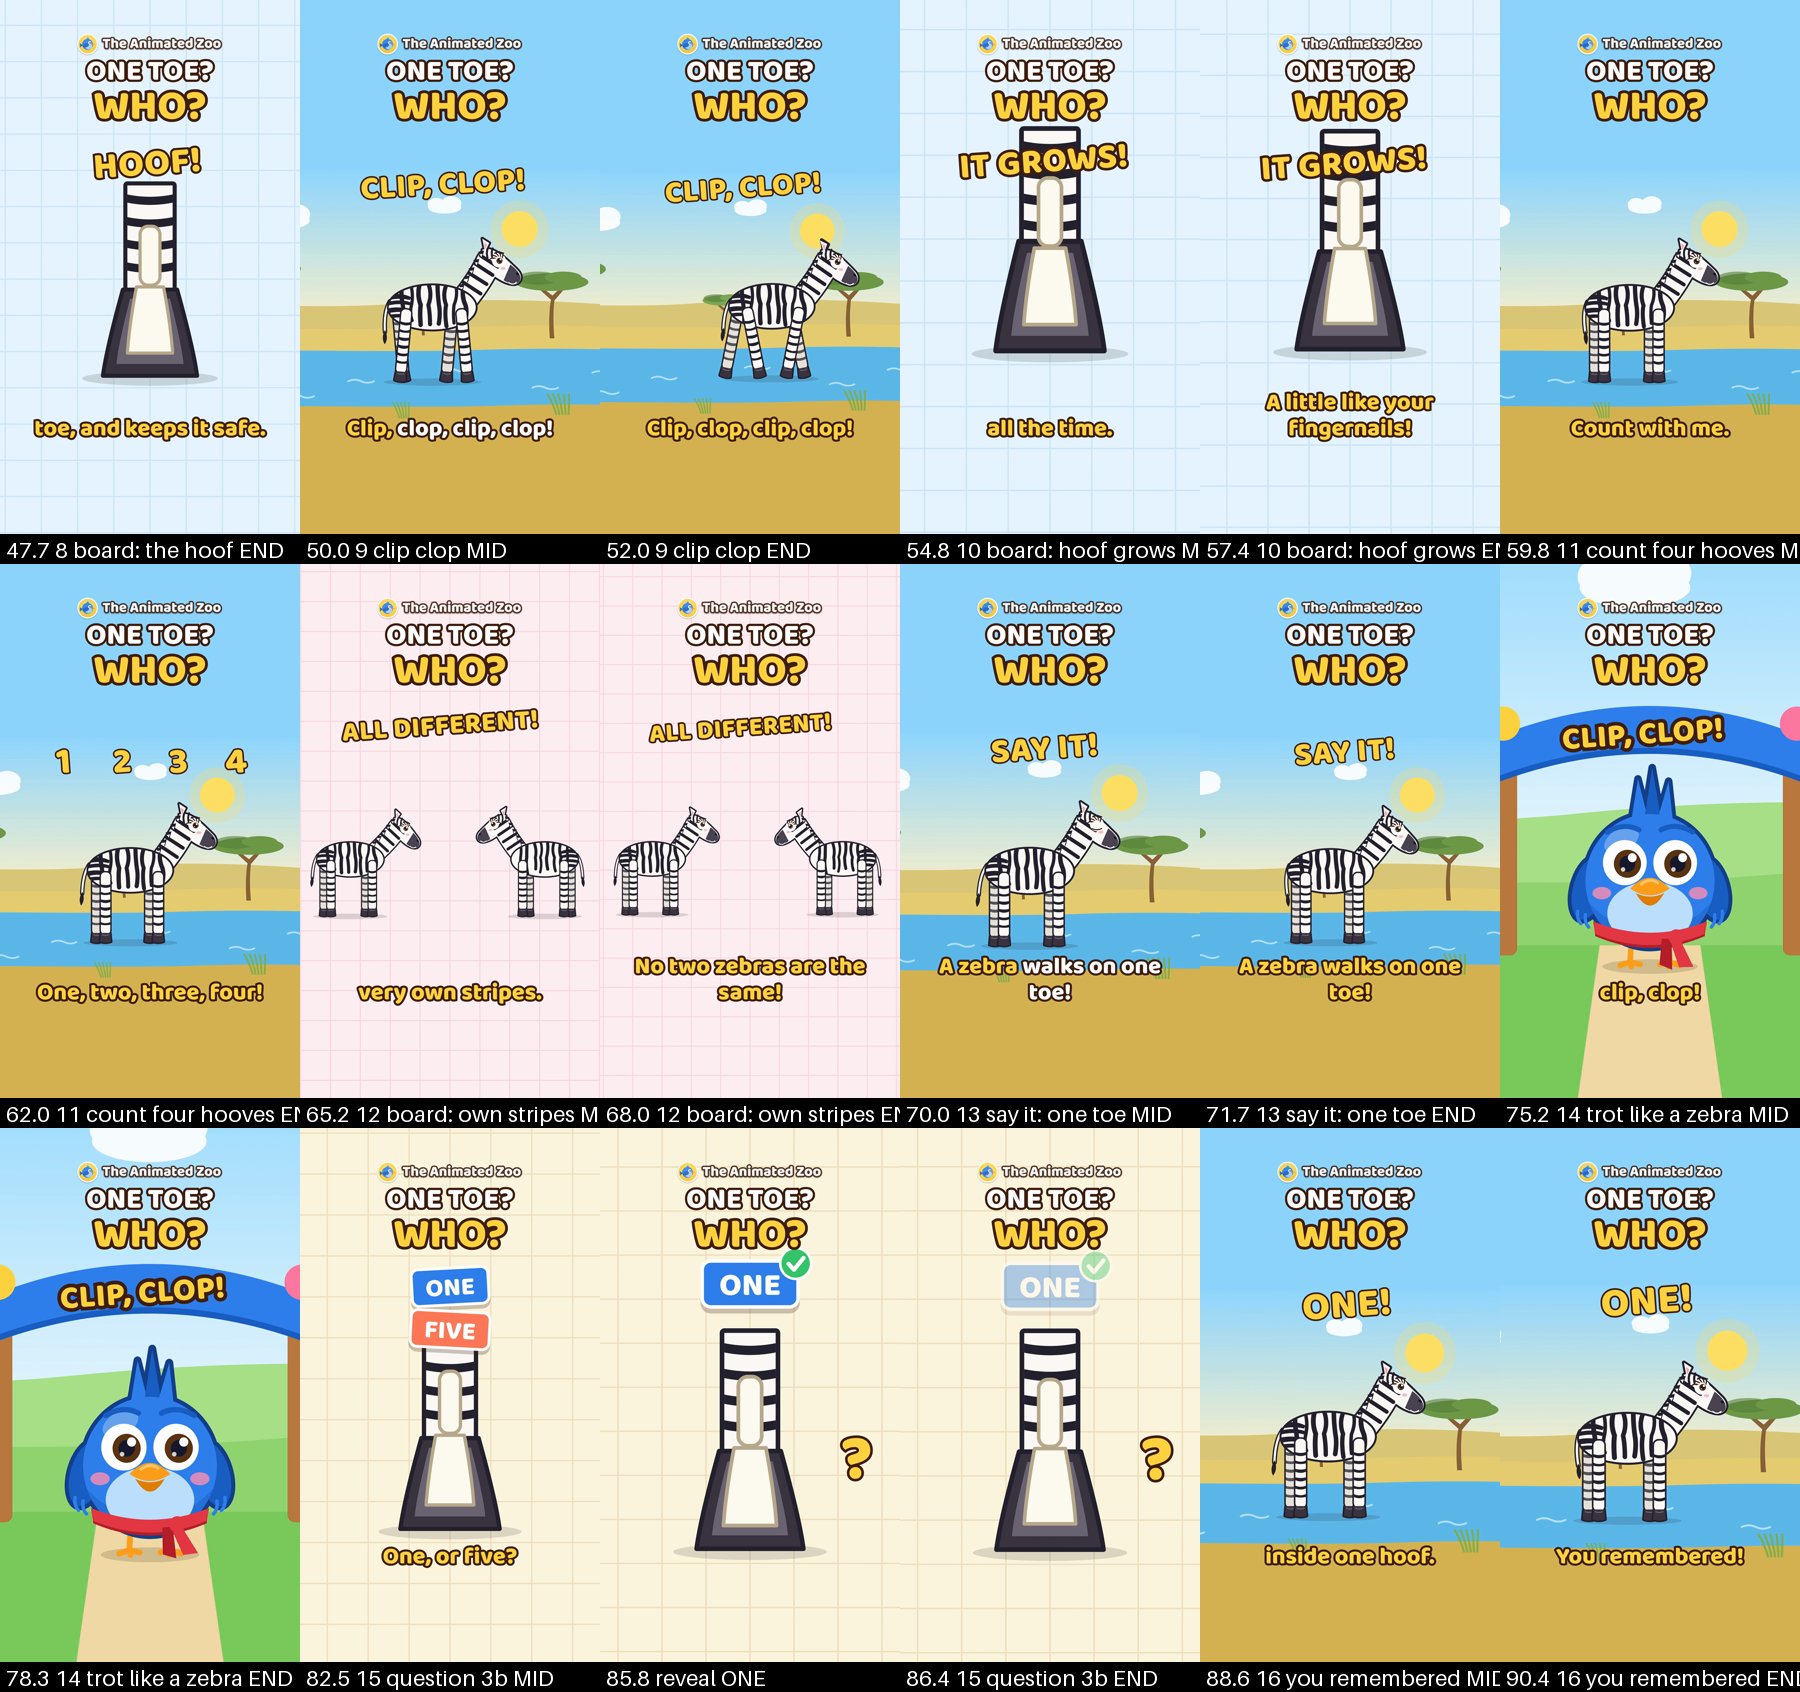 The Animated Zoo
ONE TOE?
WHO?
HOOF!
toe, and keeps it safe.
47.7 8 board: the hoof END
The Animated Zoo
ONE TOE?
WHO?
CLIP, CLOP!
Clip, clop, clip, clop!
50.0 9 clip clop MID
The Animated Zoo
ONE TOE?
WHO?
CLIP, CLOP!
Clip, clop, clip, clop!
52.0 9 clip clop END
The Animated Zoo
ONE TOE?
WHO?
IT GROWS!
all the time.
54.8 10 board: hoof grows M
The Animated Zoo
ONE TOE?
WHO?
IT GROWS!
A little like your
fingernails!
57.4 10 board: hoof grows EN
The Animated Zoo
ONE TOE?
WHO?
Count with me.
59.8 11 count four hooves M
The Animated Zoo
ONE TOE?
WHO?
1 2 3 4
One, two, three, four!
62.0 11 count four hooves EN
The Animated Zoo
ONE TOE?
WHO?
ALL DIFFERENT!
very own stripes.
65.2 12 board: own stripes M
The Animated Zoo
ONE TOE?
WHO?
ALL DIFFERENT!
No two zebras are the
same!
68.0 12 board: own stripes EN
The Animated Zoo
ONE TOE?
WHO?
SAY IT!
A zebra walks on one
toe!
70.0 13 say it: one toe MID
The Animated Zoo
ONE TOE?
WHO?
SAY IT!
A zebra walks on one
toe!
71.7 13 say it: one toe END
The Animated Zoo
ONE TOE?
WHO?
CLIP, CLOP!
clip, clop!
75.2 14 trot like a zebra MID
The Animated Zoo
ONE TOE?
WHO?
CLIP, CLOP!
78.3 14 trot like a zebra END
The Animated Zoo
ONE TOE?
WHO?
ONE
FIVE
One, or five?
82.5 15 question 3b MID
The Animated Zoo
ONE TOE?
WHO?
ONE
?
85.8 reveal ONE
The Animated Zoo
ONE TOE?
WHO?
ONE
?
86.4 15 question 3b END
The Animated Zoo
ONE TOE?
WHO?
ONE!
inside one hoof.
88.6 16 you remembered MID
The Animated Zoo
ONE TOE?
WHO?
ONE!
You remembered!
90.4 16 you remembered END